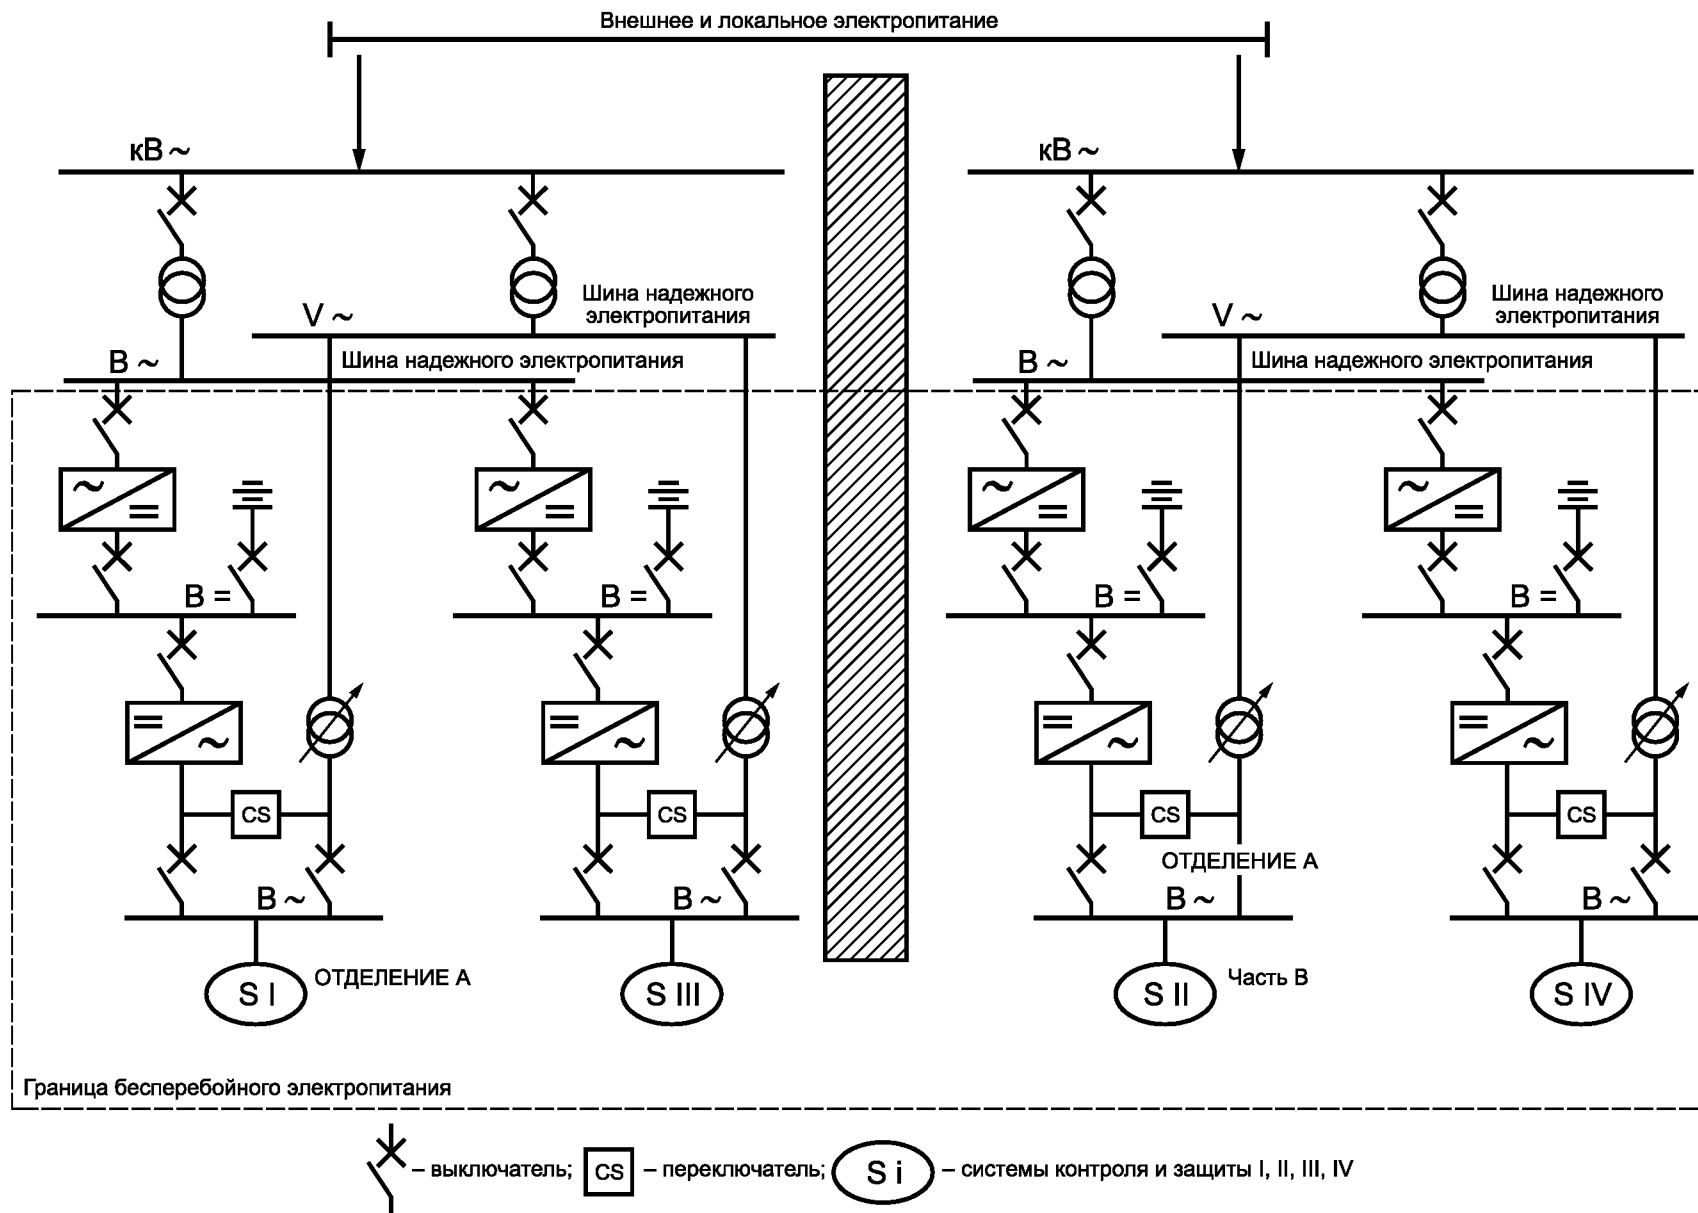 Внешнее и локальное электропитание
кВ ~
кВ ~
Шина надежного
электропитания
V ~
Шина надежного
электропитания
V ~
В ~
Шина надежного электропитания
В ~
Шина надежного электропитания
~
=
~
=
~
=
~
=
В =
В =
В =
В =
=
~
=
~
=
~
=
~
CS
CS
CS
CS
ОТДЕЛЕНИЕ А
В ~
В ~
В ~
В ~
S I
ОТДЕЛЕНИЕ А
S III
S II
Часть В
S IV
Граница бесперебойного электропитания
– выключатель; CS – переключатель; S i – системы контроля и защиты I, II, III, IV